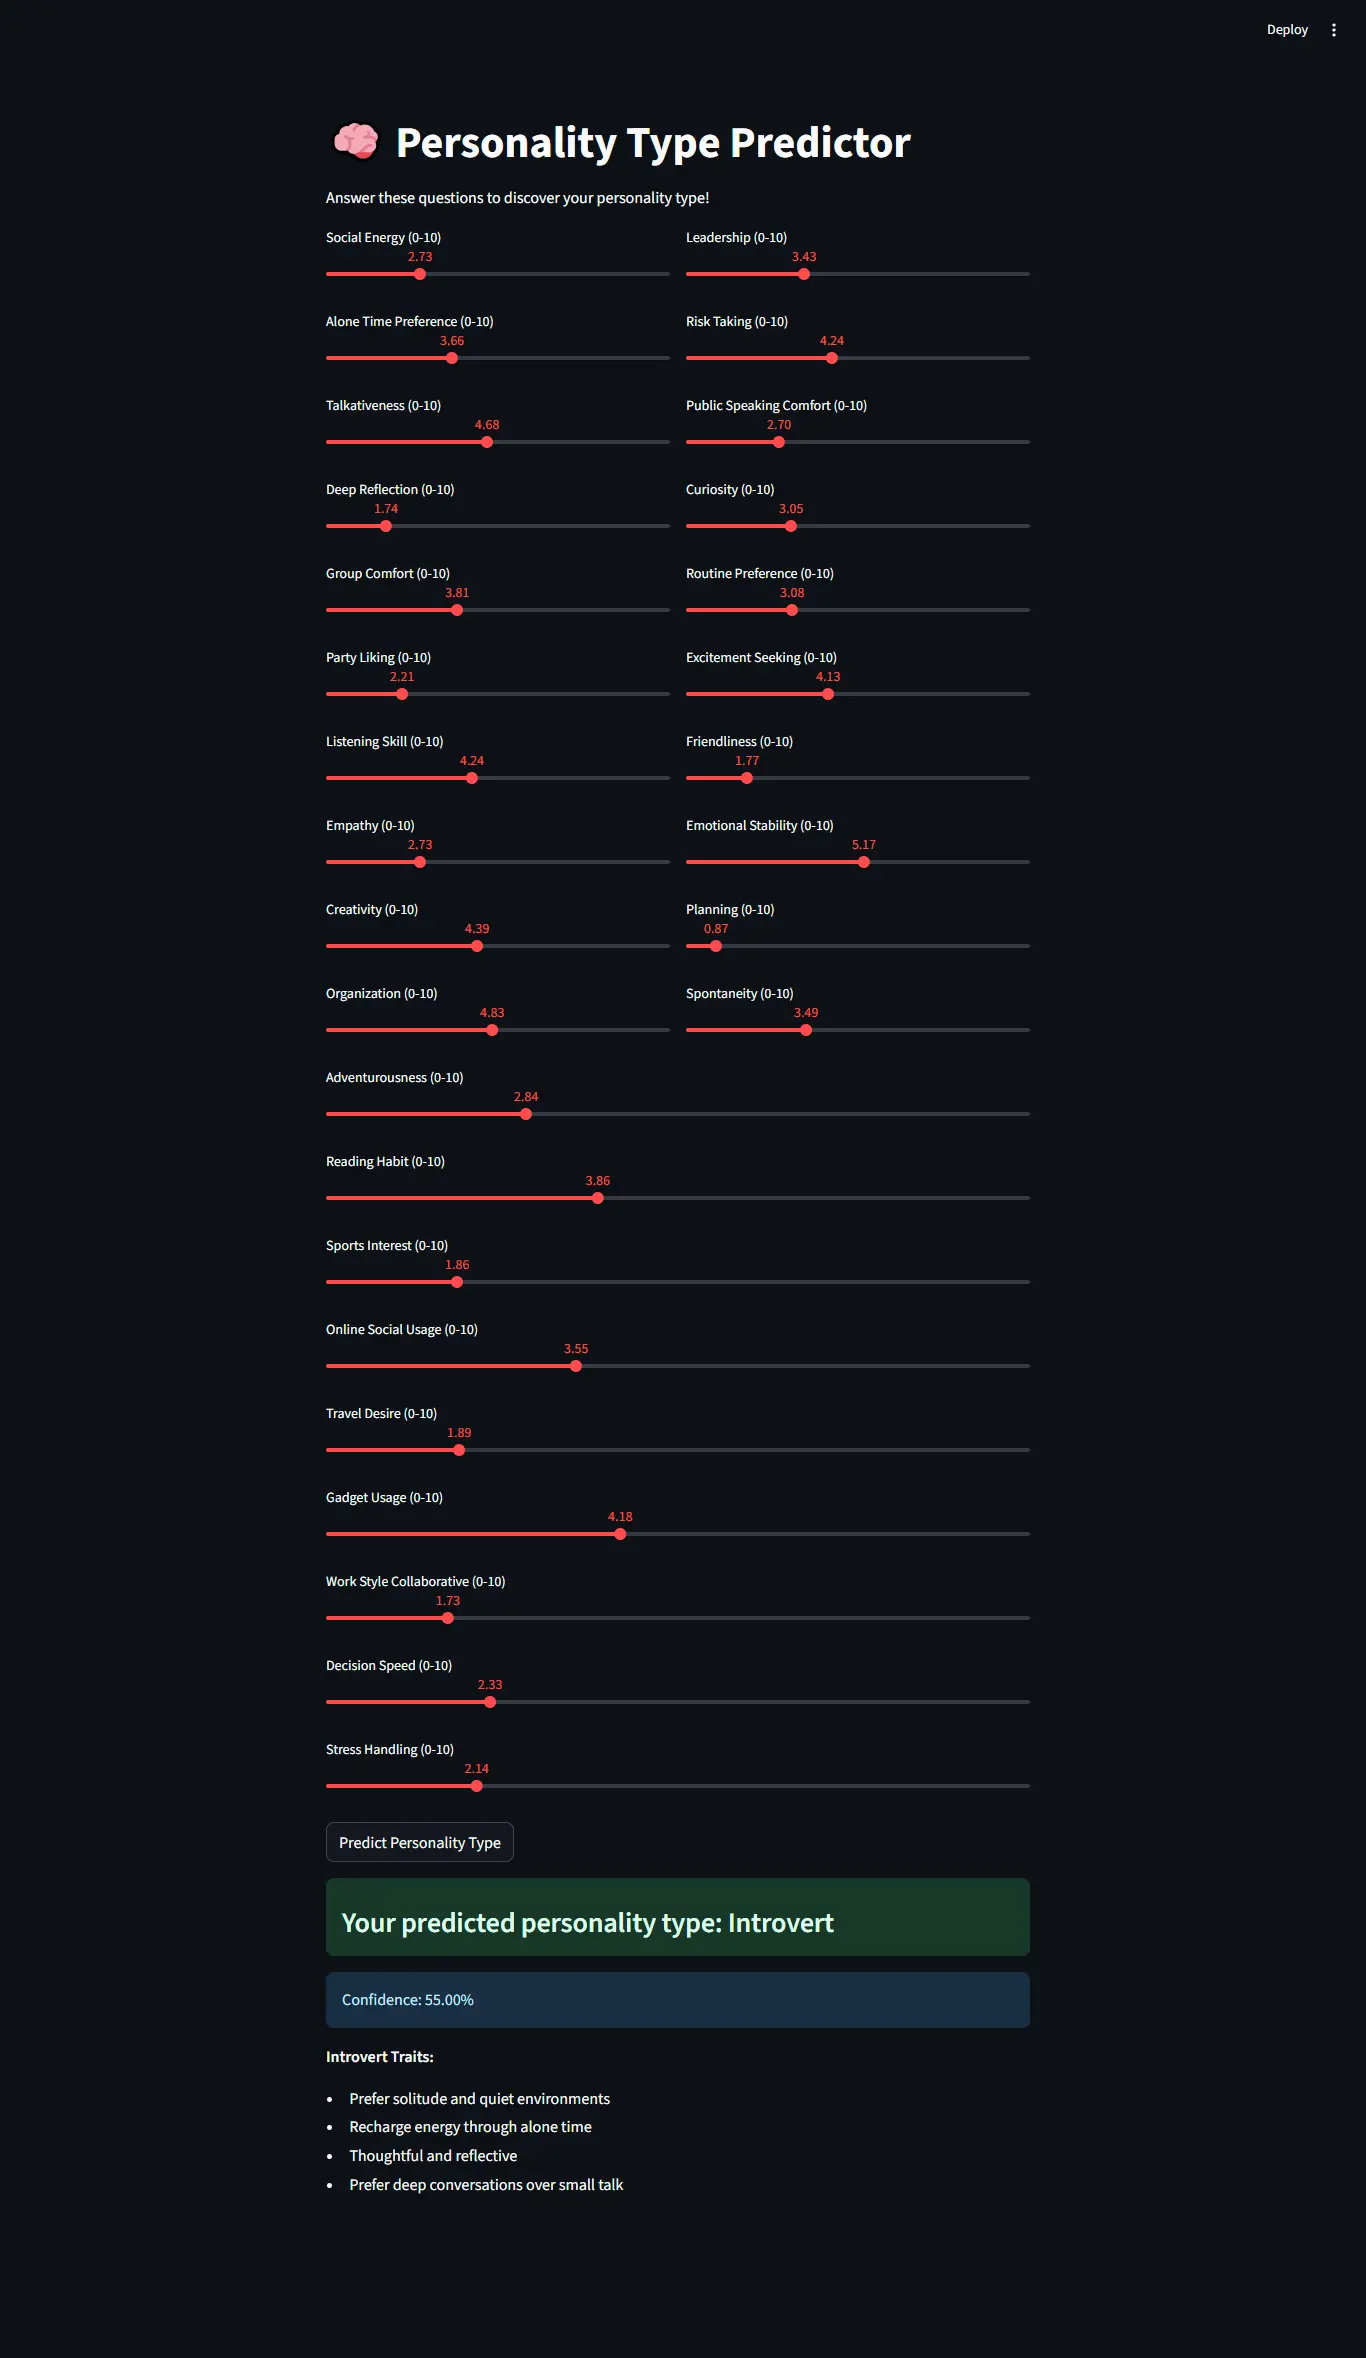 Deploy
Personality Type Predictor
Answer these questions to discover your personality type!
Social Energy (0-10)
2.73
Leadership (0-10)
3.43
Alone Time Preference (0-10)
3.66
Risk Taking (0-10)
4.24
Talkativeness (0-10)
4.68
Public Speaking Comfort (0-10)
2.70
Deep Reflection (0-10)
1.74
Curiosity (0-10)
3.05
Group Comfort (0-10)
3.81
Routine Preference (0-10)
3.08
Party Liking (0-10)
2.21
Excitement Seeking (0-10)
4.13
Listening Skill (0-10)
4.24
Friendliness (0-10)
1.77
Empathy (0-10)
2.73
Emotional Stability (0-10)
5.17
Creativity (0-10)
4.39
Planning (0-10)
0.87
Organization (0-10)
4.83
Spontaneity (0-10)
3.49
Adventurousness (0-10)
2.84
Reading Habit (0-10)
3.86
Sports Interest (0-10)
1.86
Online Social Usage (0-10)
3.55
Travel Desire (0-10)
1.89
Gadget Usage (0-10)
4.18
Work Style Collaborative (0-10)
1.73
Decision Speed (0-10)
2.33
Stress Handling (0-10)
2.14
Predict Personality Type
Your predicted personality type: Introvert
Confidence: 55.00%
Introvert Traits:
• Prefer solitude and quiet environments
• Recharge energy through alone time
• Thoughtful and reflective
• Prefer deep conversations over small talk